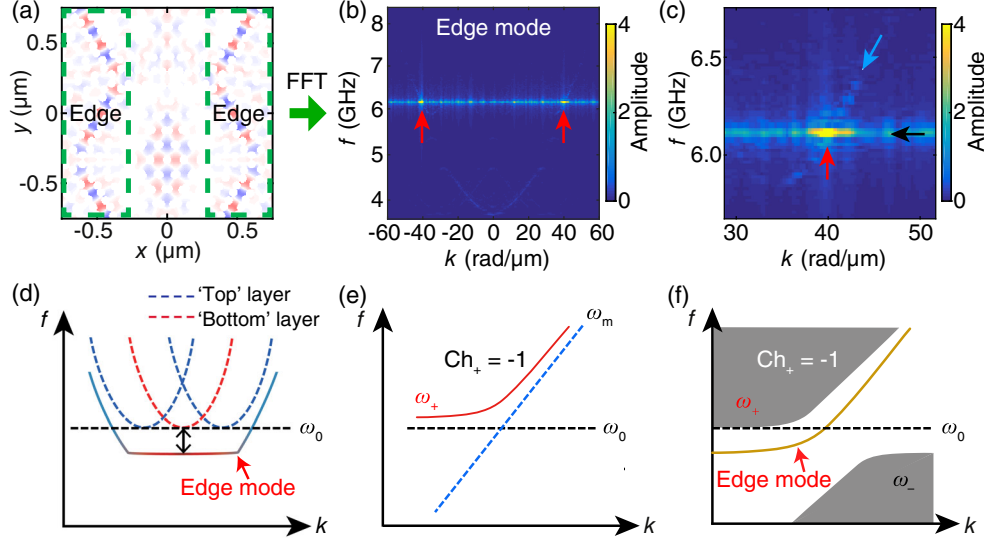 (a)
0.5
0
-0.5
y (µm)
Edge
Edge
-0.5
0
0.5
x (µm)
FFT
(b)
Edge mode
8
7
6
5
4
f (GHz)
-60
-40
-20
0
20
40
60
k (rad/µm)
4
2
0
Amplitude
(c)
6.5
6.0
f (GHz)
30
40
50
k (rad/µm)
4
2
0
Amplitude
(d)
'Top' layer
'Bottom' layer
f
ω0
Edge mode
k
(e)
f
ωm
Ch+ = -1
ω+
ω0
k
(f)
f
Ch+ = -1
ω+
ω0
Edge mode
ω−
k